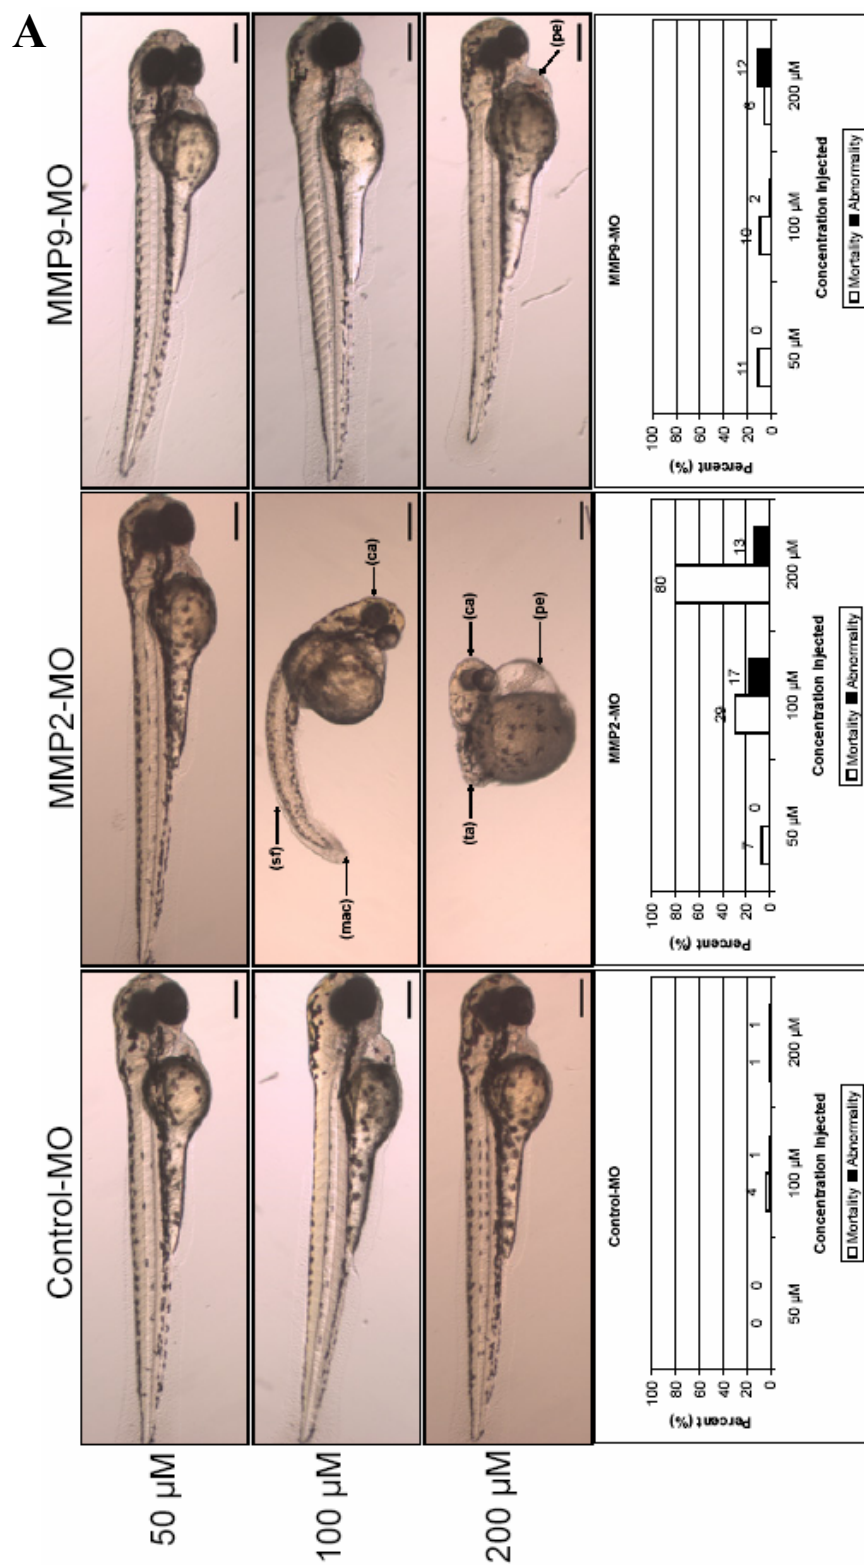 A
Control-MO
MMP2-MO
MMP9-MO
50 µM
100 µM
(sf)
(mac)
(ca)
200 µM
(ta)
(ca)
(pe)
(pe)
Control-MO
Percent (%)
100
80
60
40
20
0
0
0
4
1
1
1
50 µM
100 µM
200 µM
Concentration Injected
Mortality
Abnormality
MMP2-MO
Percent (%)
100
80
60
40
20
0
7
0
29
17
80
13
50 µM
100 µM
200 µM
Concentration Injected
Mortality
Abnormality
MMP9-MO
Percent (%)
100
80
60
40
20
0
11
0
10
2
6
12
50 µM
100 µM
200 µM
Concentration Injected
Mortality
Abnormality